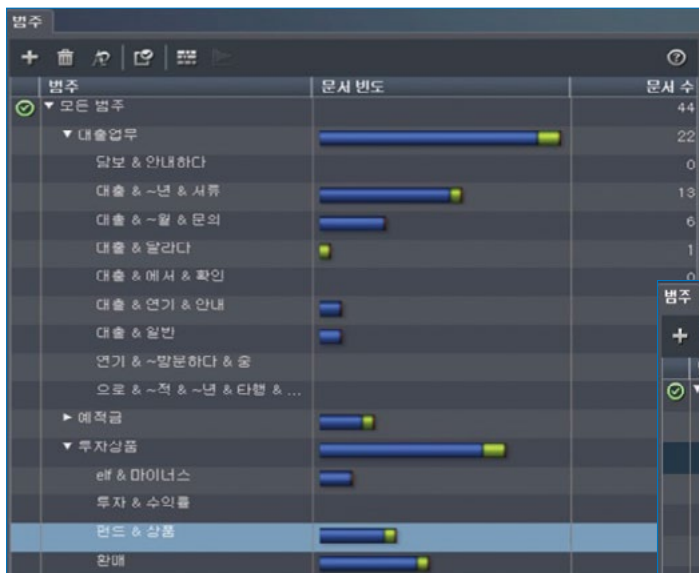 범주
범주 문서 빈도 문서 수
모든 범주 44
대출업무 22
담보 & 안내하다 0
대출 & ~년 & 서류 13
대출 & ~월 & 문의 6
대출 & 달라다 1
대출 & 에서 & 확인 0
대출 & 연기 & 안내
대출 & 일반
연기 & ~방문하다 & 중
으로 & ~적 & ~년 & 타행 & ...
예적금
투자상품
elf & 마이너스
투자 & 수익률
펀드 & 상품
환매
범주